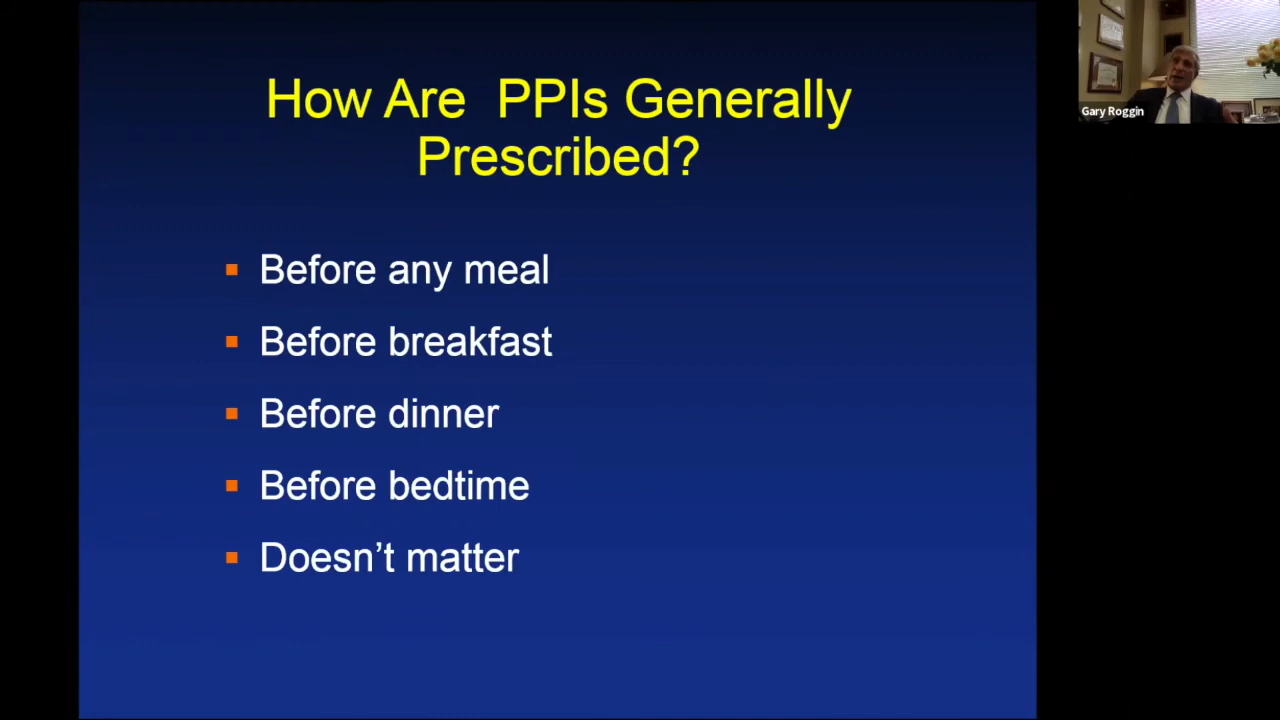 How Are PPIs Generally
Prescribed?
Before any meal
Before breakfast
Before dinner
Before bedtime
Doesn't matter
Gary Roggin